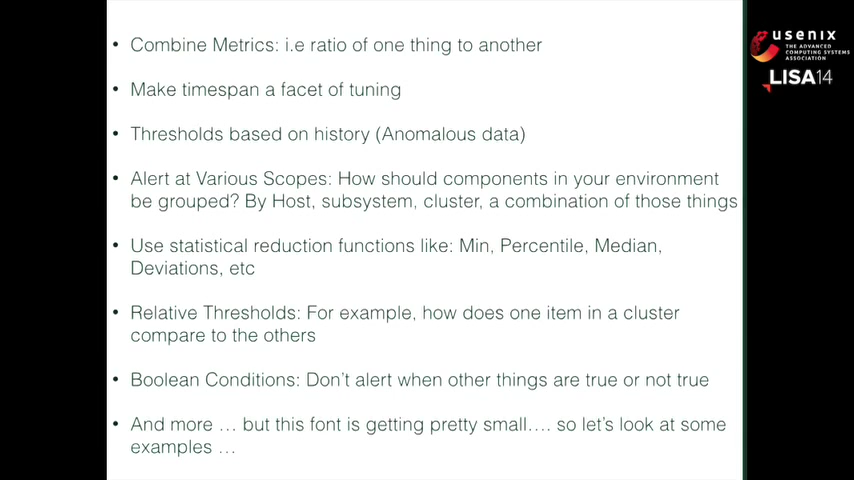 • Combine Metrics: i.e ratio of one thing to another
• Make timespan a facet of tuning
• Thresholds based on history (Anomalous data)
• Alert at Various Scopes: How should components in your environment
be grouped? By Host, subsystem, cluster, a combination of those things
• Use statistical reduction functions like: Min, Percentile, Median,
Deviations, etc
• Relative Thresholds: For example, how does one item in a cluster
compare to the others
• Boolean Conditions: Don't alert when other things are true or not true
• And more … but this font is getting pretty small…. so let's look at some
examples …
usenix
THE ADVANCED
COMPUTING SYSTEMS
ASSOCIATION
LISA14